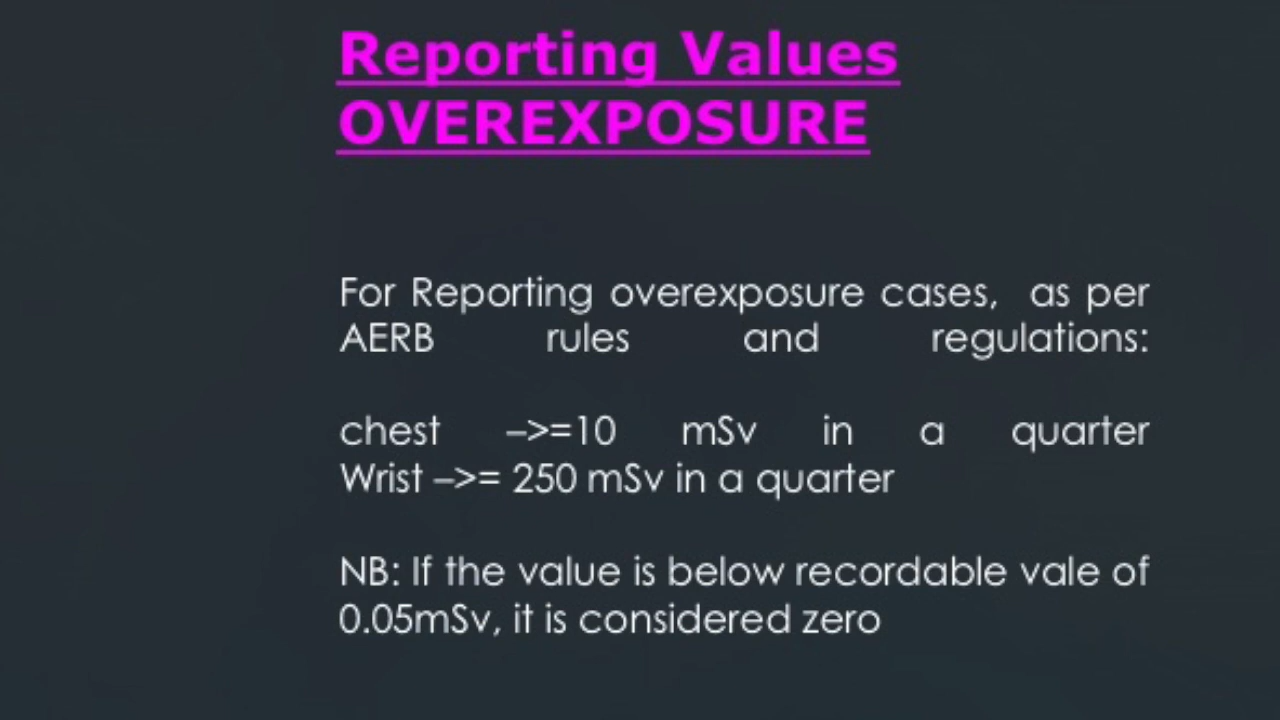 Reporting Values
OVEREXPOSURE
For Reporting overexposure cases, as per
AERB rules and regulations:
chest –>=10 mSv in a quarter
Wrist –>= 250 mSv in a quarter
NB: If the value is below recordable vale of
0.05mSv, it is considered zero